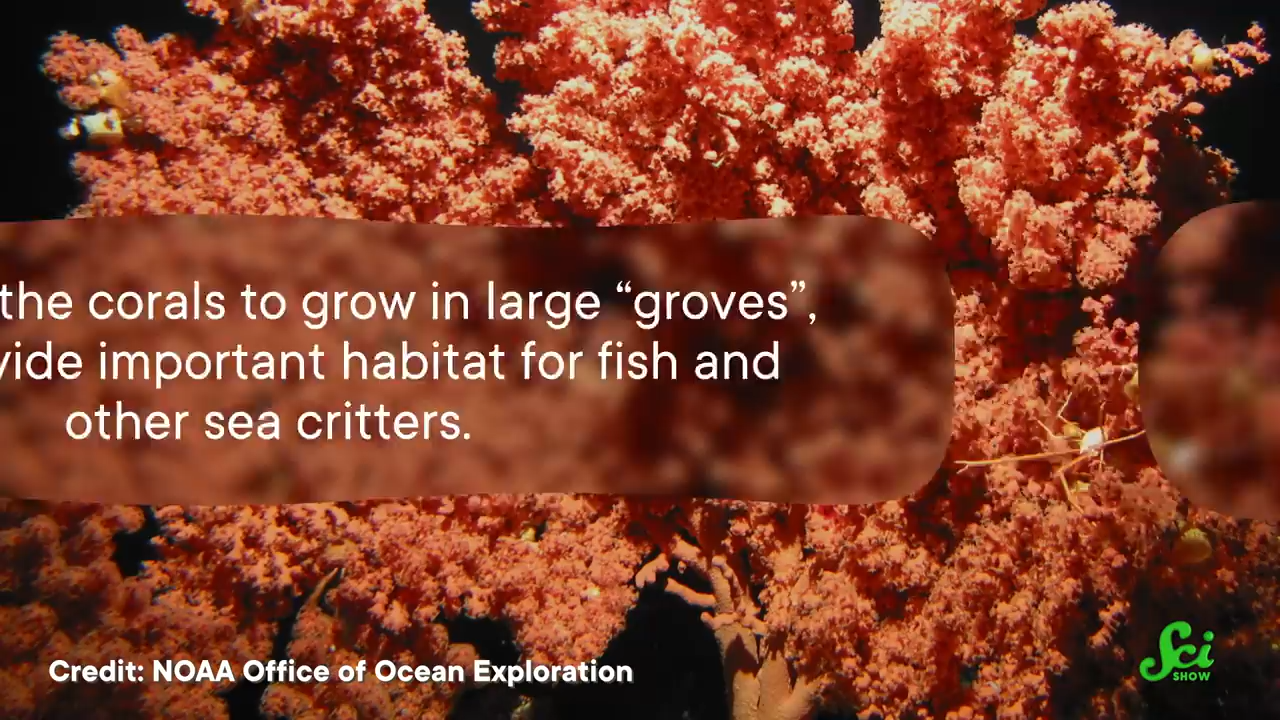 the corals to grow in large “groves”,
important habitat for fish and
other sea critters.
Credit: NOAA Office of Ocean Exploration
Sci
SHOW